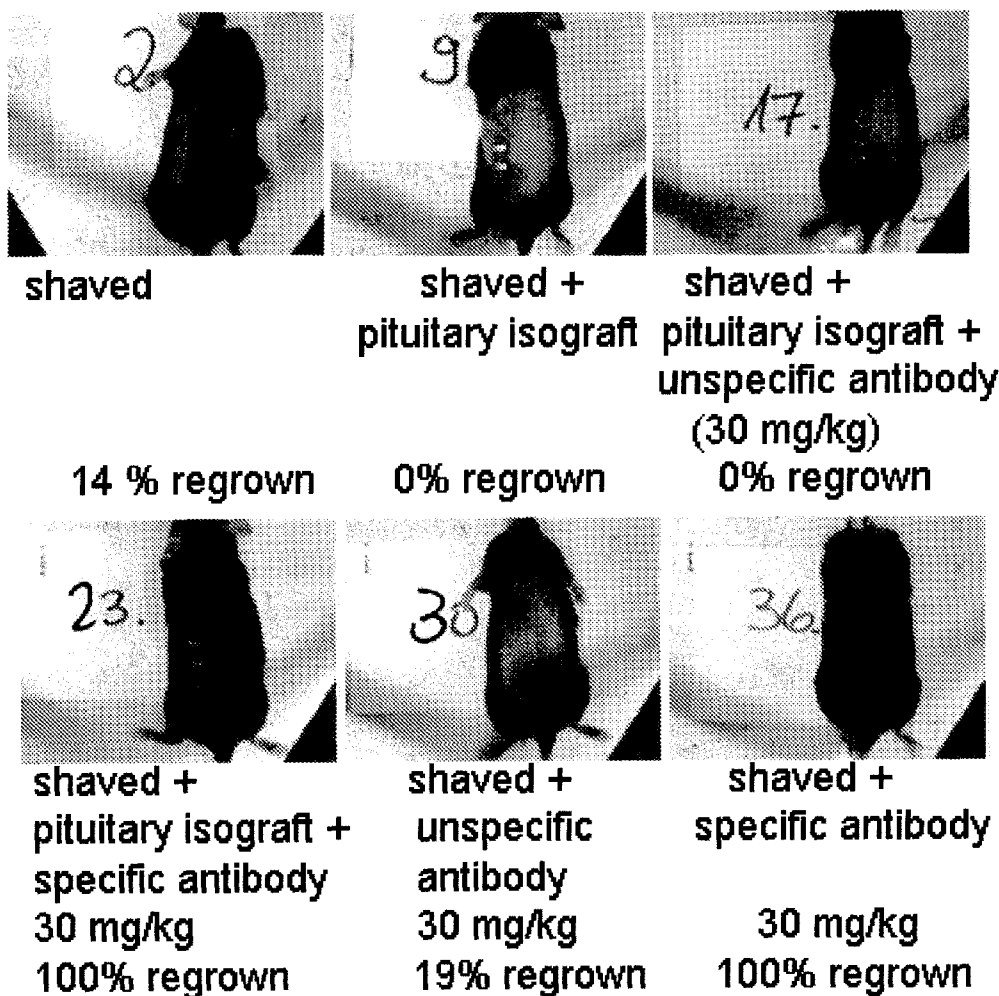 2
9
17.
shaved
shaved +
pituitary isograft
shaved +
pituitary isograft +
unspecific antibody
(30 mg/kg)
14 % regrown
0% regrown
0% regrown
23.
30
36.
shaved +
pituitary isograft +
specific antibody
30 mg/kg
100% regrown
shaved +
unspecific
antibody
30 mg/kg
19% regrown
shaved +
specific antibody
30 mg/kg
100% regrown